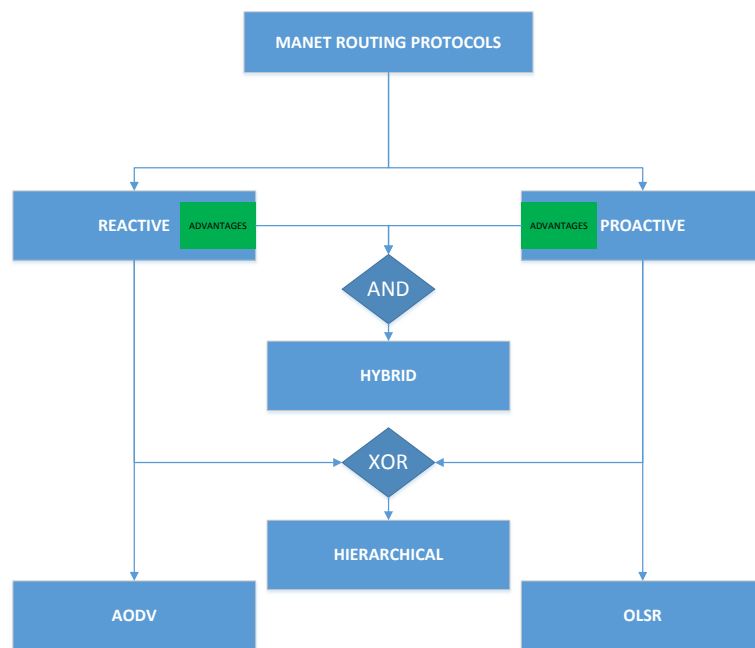 MANET ROUTING PROTOCOLS
REACTIVE
ADVANTAGES
ADVANTAGES
PROACTIVE
AND
HYBRID
XOR
HIERARCHICAL
AODV
OLSR